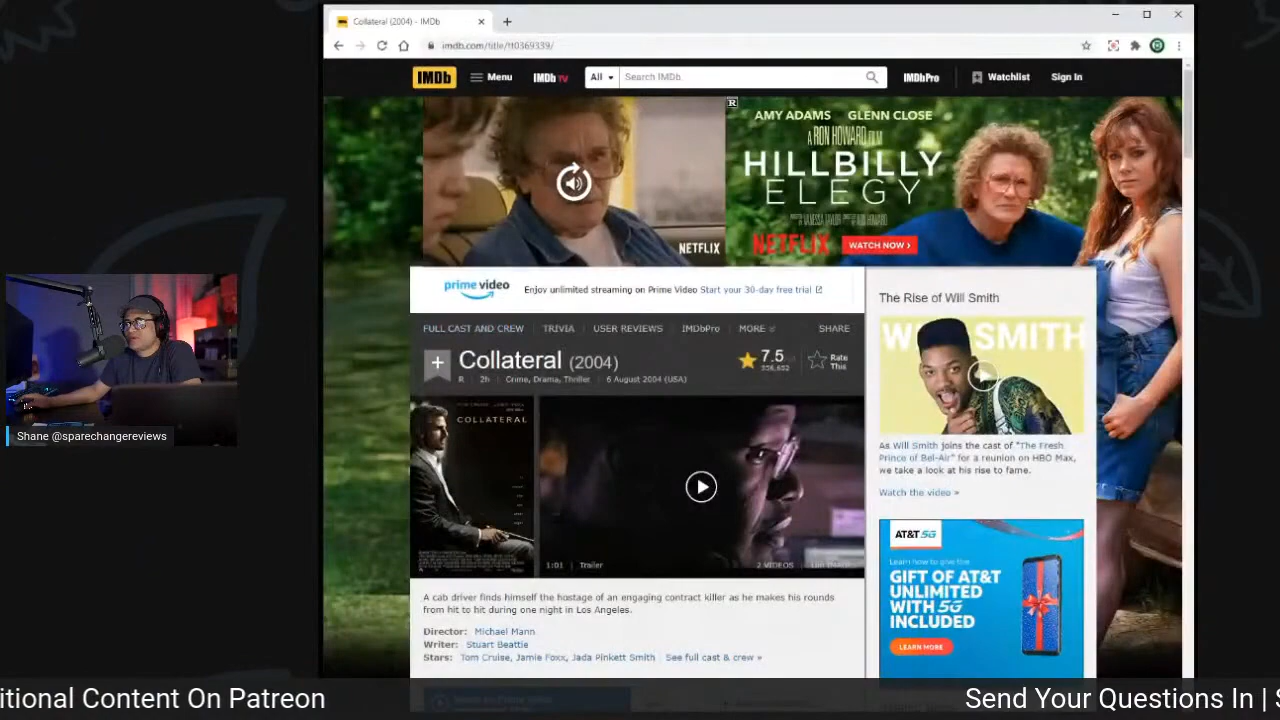 Collateral (2004) - IMDb
imdb.com/title/tt0369339/
IMDb
Menu
IMDb TV
All
Search IMDb
IMDbPro
Watchlist
Sign In
R
AMY ADAMS GLENN CLOSE
A RON HOWARD FILM
HILLBILLY
ELEGY
NETFLIX
NETFLIX
WATCH NOW ›
prime video
Enjoy unlimited streaming on Prime Video Start your 30-day free trial
FULL CAST AND CREW | TRIVIA | USER REVIEWS | IMDbPro | MORE
SHARE
Collateral (2004)
7.5
Rate
This
R | 2h | Crime, Drama, Thriller | 6 August 2004 (USA)
COLLATERAL
1:01 | Trailer
2 VIDEOS
A cab driver finds himself the hostage of an engaging contract killer as he makes his rounds
from hit to hit during one night in Los Angeles.
Director: Michael Mann
Writer: Stuart Beattie
Stars: Tom Cruise, Jamie Foxx, Jada Pinkett Smith | See full cast & crew »
The Rise of Will Smith
As Will Smith joins the cast of "The Fresh
Prince of Bel-Air" for a reunion on HBO Max,
we take a look at his rise to fame.
Watch the video »
AT&T 5G
Learn how to give the
GIFT OF AT&T
UNLIMITED
WITH 5G
INCLUDED
LEARN MORE
Shane @sparechangereviews
itional Content On Patreon
Send Your Questions In | S